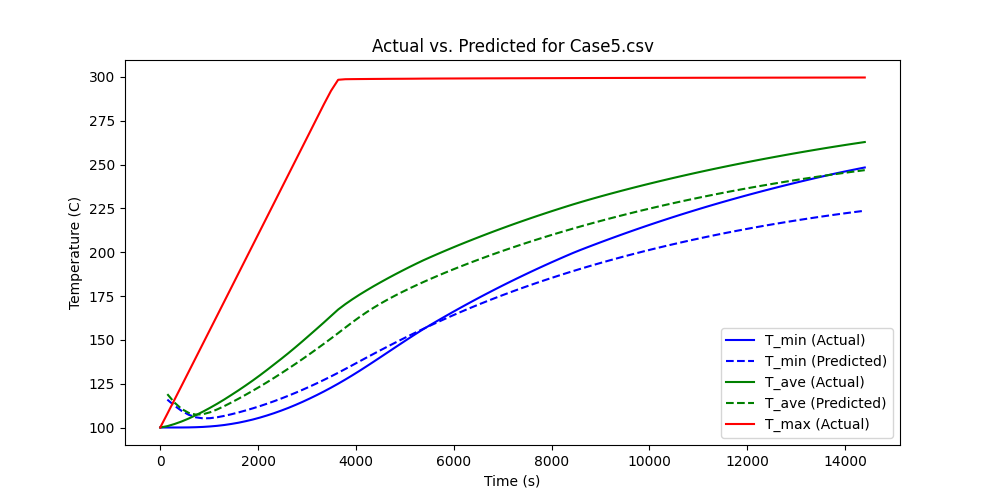 Actual vs. Predicted for Case5.csv
Temperature (C)
300
275
250
225
200
175
150
125
100
0 2000 4000 6000 8000 10000 12000 14000
Time (s)
T_min (Actual)
T_min (Predicted)
T_ave (Actual)
T_ave (Predicted)
T_max (Actual)